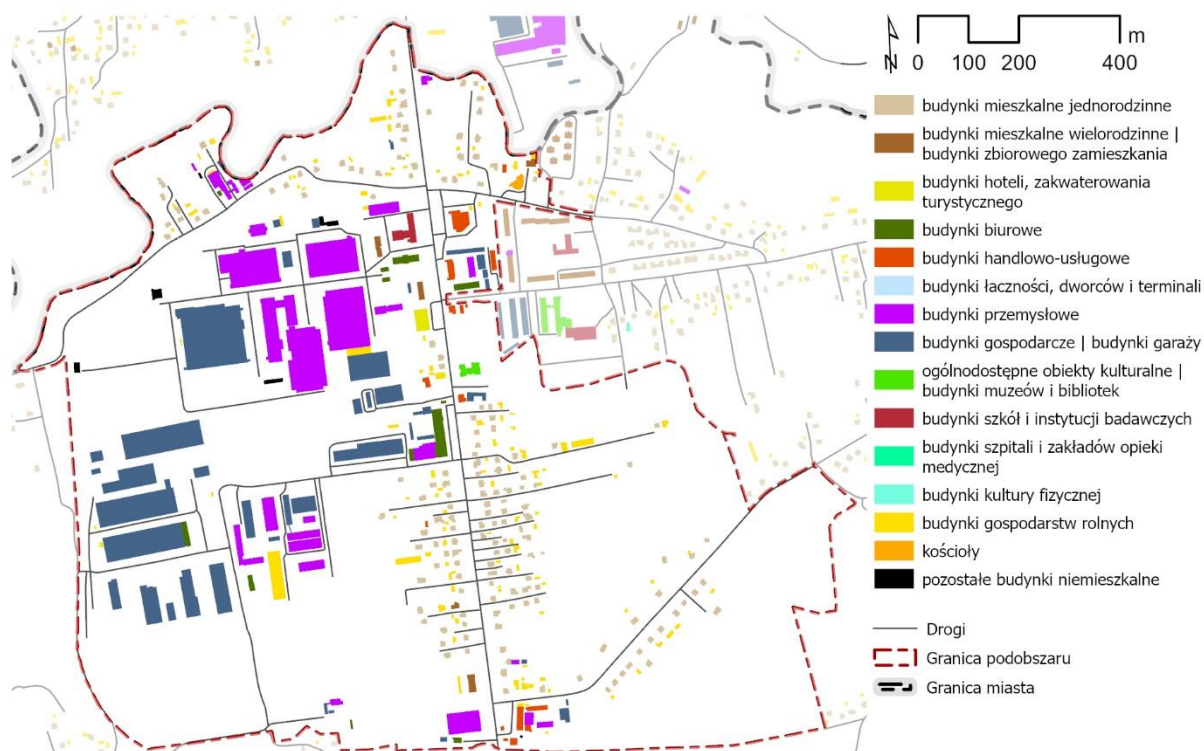 m
N
0 100 200 400
budynki mieszkalne jednorodzinne
budynki mieszkalne wielorodzinne |
budynki zbiorowego zamieszkania
budynki hoteli, zakwaterowania
turystycznego
budynki biurowe
budynki handlowo-usługowe
budynki łaczności, dworców i terminali
budynki przemysłowe
budynki gospodarcze | budynki garaży
ogólnodostępne obiekty kulturalne |
budynki muzeów i bibliotek
budynki szkół i instytucji badawczych
budynki szpitali i zakładów opieki
medycznej
budynki kultury fizycznej
budynki gospodarstw rolnych
kościoły
pozostałe budynki niemieszkalne
Drogi
Granica podobszaru
Granica miasta